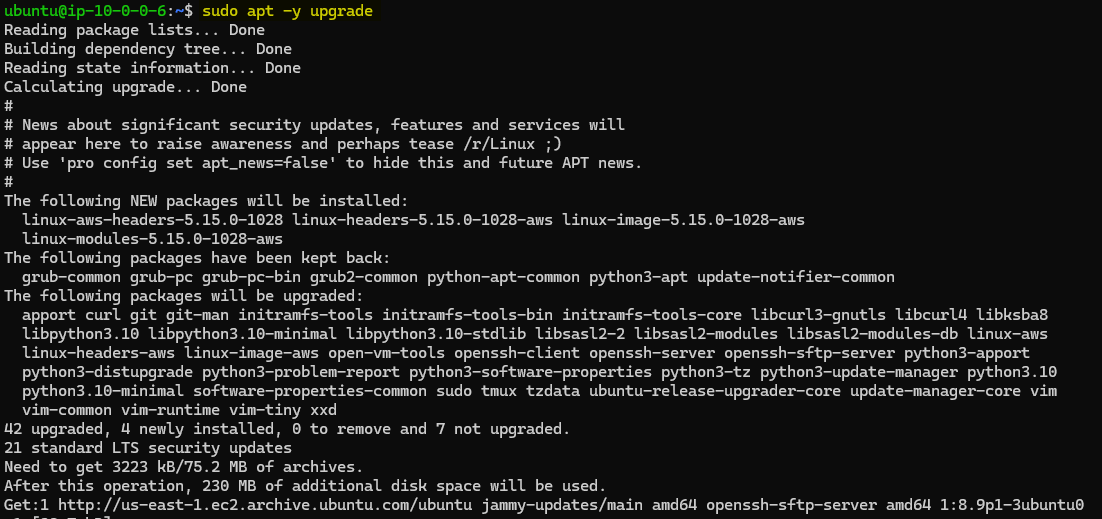 ubuntu@ip-10-0-0-6:~$ sudo apt -y upgrade
Reading package lists... Done
Building dependency tree... Done
Reading state information... Done
Calculating upgrade... Done
#
# News about significant security updates, features and services will
# appear here to raise awareness and perhaps tease /r/Linux ;)
# Use 'pro config set apt_news=false' to hide this and future APT news.
#
The following NEW packages will be installed:
  linux-aws-headers-5.15.0-1028 linux-headers-5.15.0-1028-aws linux-image-5.15.0-1028-aws
  linux-modules-5.15.0-1028-aws
The following packages have been kept back:
  grub-common grub-pc grub-pc-bin grub2-common python-apt-common python3-apt update-notifier-common
The following packages will be upgraded:
  apport curl git git-man initramfs-tools initramfs-tools-bin initramfs-tools-core libcurl3-gnutls libcurl4 libksba8
  libpython3.10 libpython3.10-minimal libpython3.10-stdlib libsasl2-2 libsasl2-modules libsasl2-modules-db linux-aws
  linux-headers-aws linux-image-aws open-vm-tools openssh-client openssh-server openssh-sftp-server python3-apport
  python3-distupgrade python3-problem-report python3-software-properties python3-tz python3-update-manager python3.10
  python3.10-minimal software-properties-common sudo tmux tzdata ubuntu-release-upgrader-core update-manager-core vim
  vim-common vim-runtime vim-tiny xxd
42 upgraded, 4 newly installed, 0 to remove and 7 not upgraded.
21 standard LTS security updates
Need to get 3223 kB/75.2 MB of archives.
After this operation, 230 MB of additional disk space will be used.
Get:1 http://us-east-1.ec2.archive.ubuntu.com/ubuntu jammy-updates/main amd64 openssh-sftp-server amd64 1:8.9p1-3ubuntu0